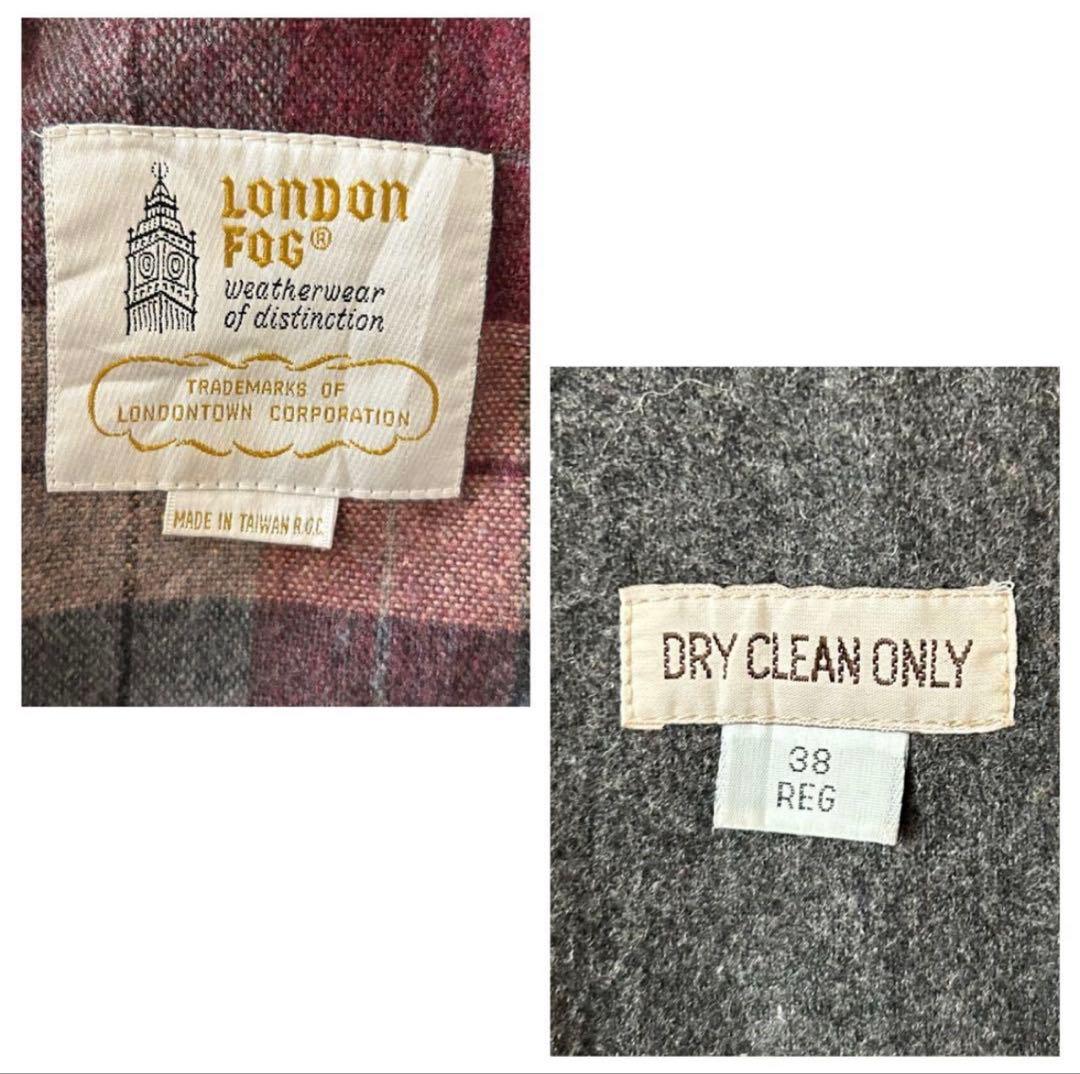 LONDON
FOG®
weatherwear
of distinction
TRADEMARKS OF
LONDONTOWN CORPORATION
MADE IN TAIWAN R.O.C.
DRY CLEAN ONLY
38
REG